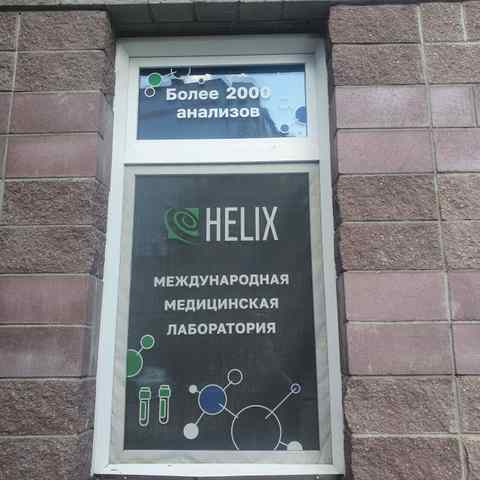 Более 2000
анализов
HELIX
МЕЖДУНАРОДНАЯ
МЕДИЦИНСКАЯ
ЛАБОРАТОРИЯ